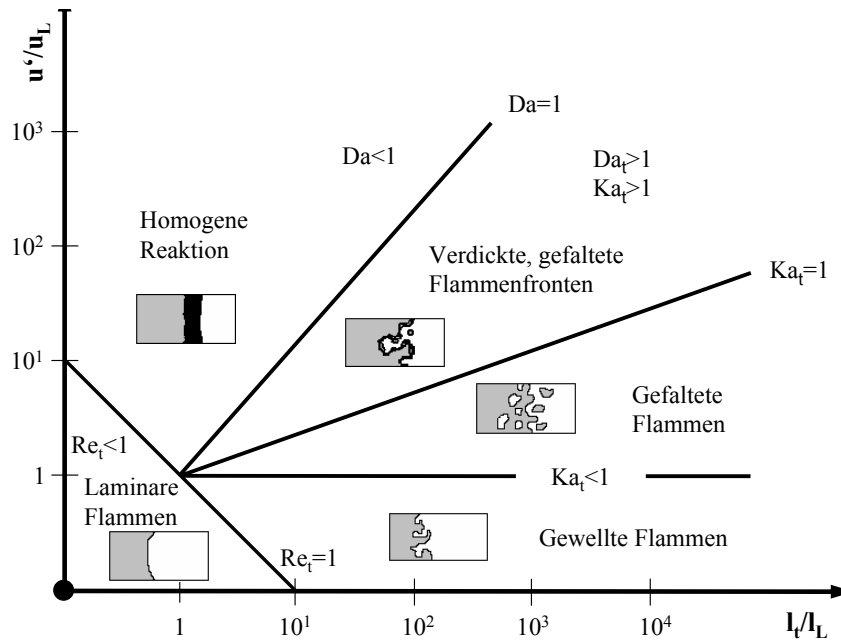 u‘/u_L
10³
10²
10¹
1
Da=1
Da<1
Da_t>1
Ka_t>1
Homogene
Reaktion
Verdickte, gefaltete
Flammenfronten
Ka_t=1
Gefaltete
Flammen
Re_t<1
Ka_t<1
Laminare
Flammen
Gewellte Flammen
Re_t=1
1
10¹
10²
10³
10⁴
l_t/l_L